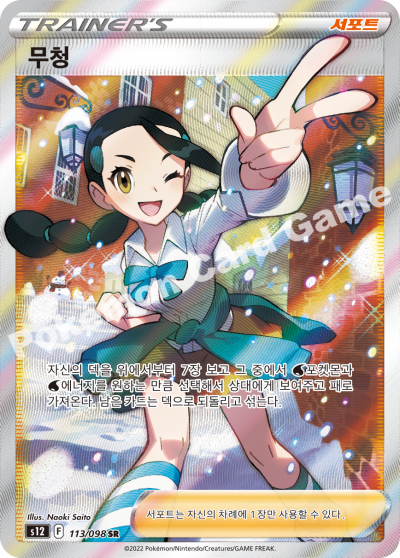 TRAINER'S
서포트
무청
Pokémon Card Game
자신의 덱을 위에서부터 7장 보고 그 중에서 포켓몬과
에너지를 원하는 만큼 선택해서 상대에게 보여주고 패로
가져온다. 남은 카드는 덱으로 되돌리고 섞는다.
서포트는 자신의 차례에 1장만 사용할 수 있다.
Illus. Naoki Saito
s12 F 113/098 SR
©2022 Pokémon/Nintendo/Creatures/GAME FREAK.